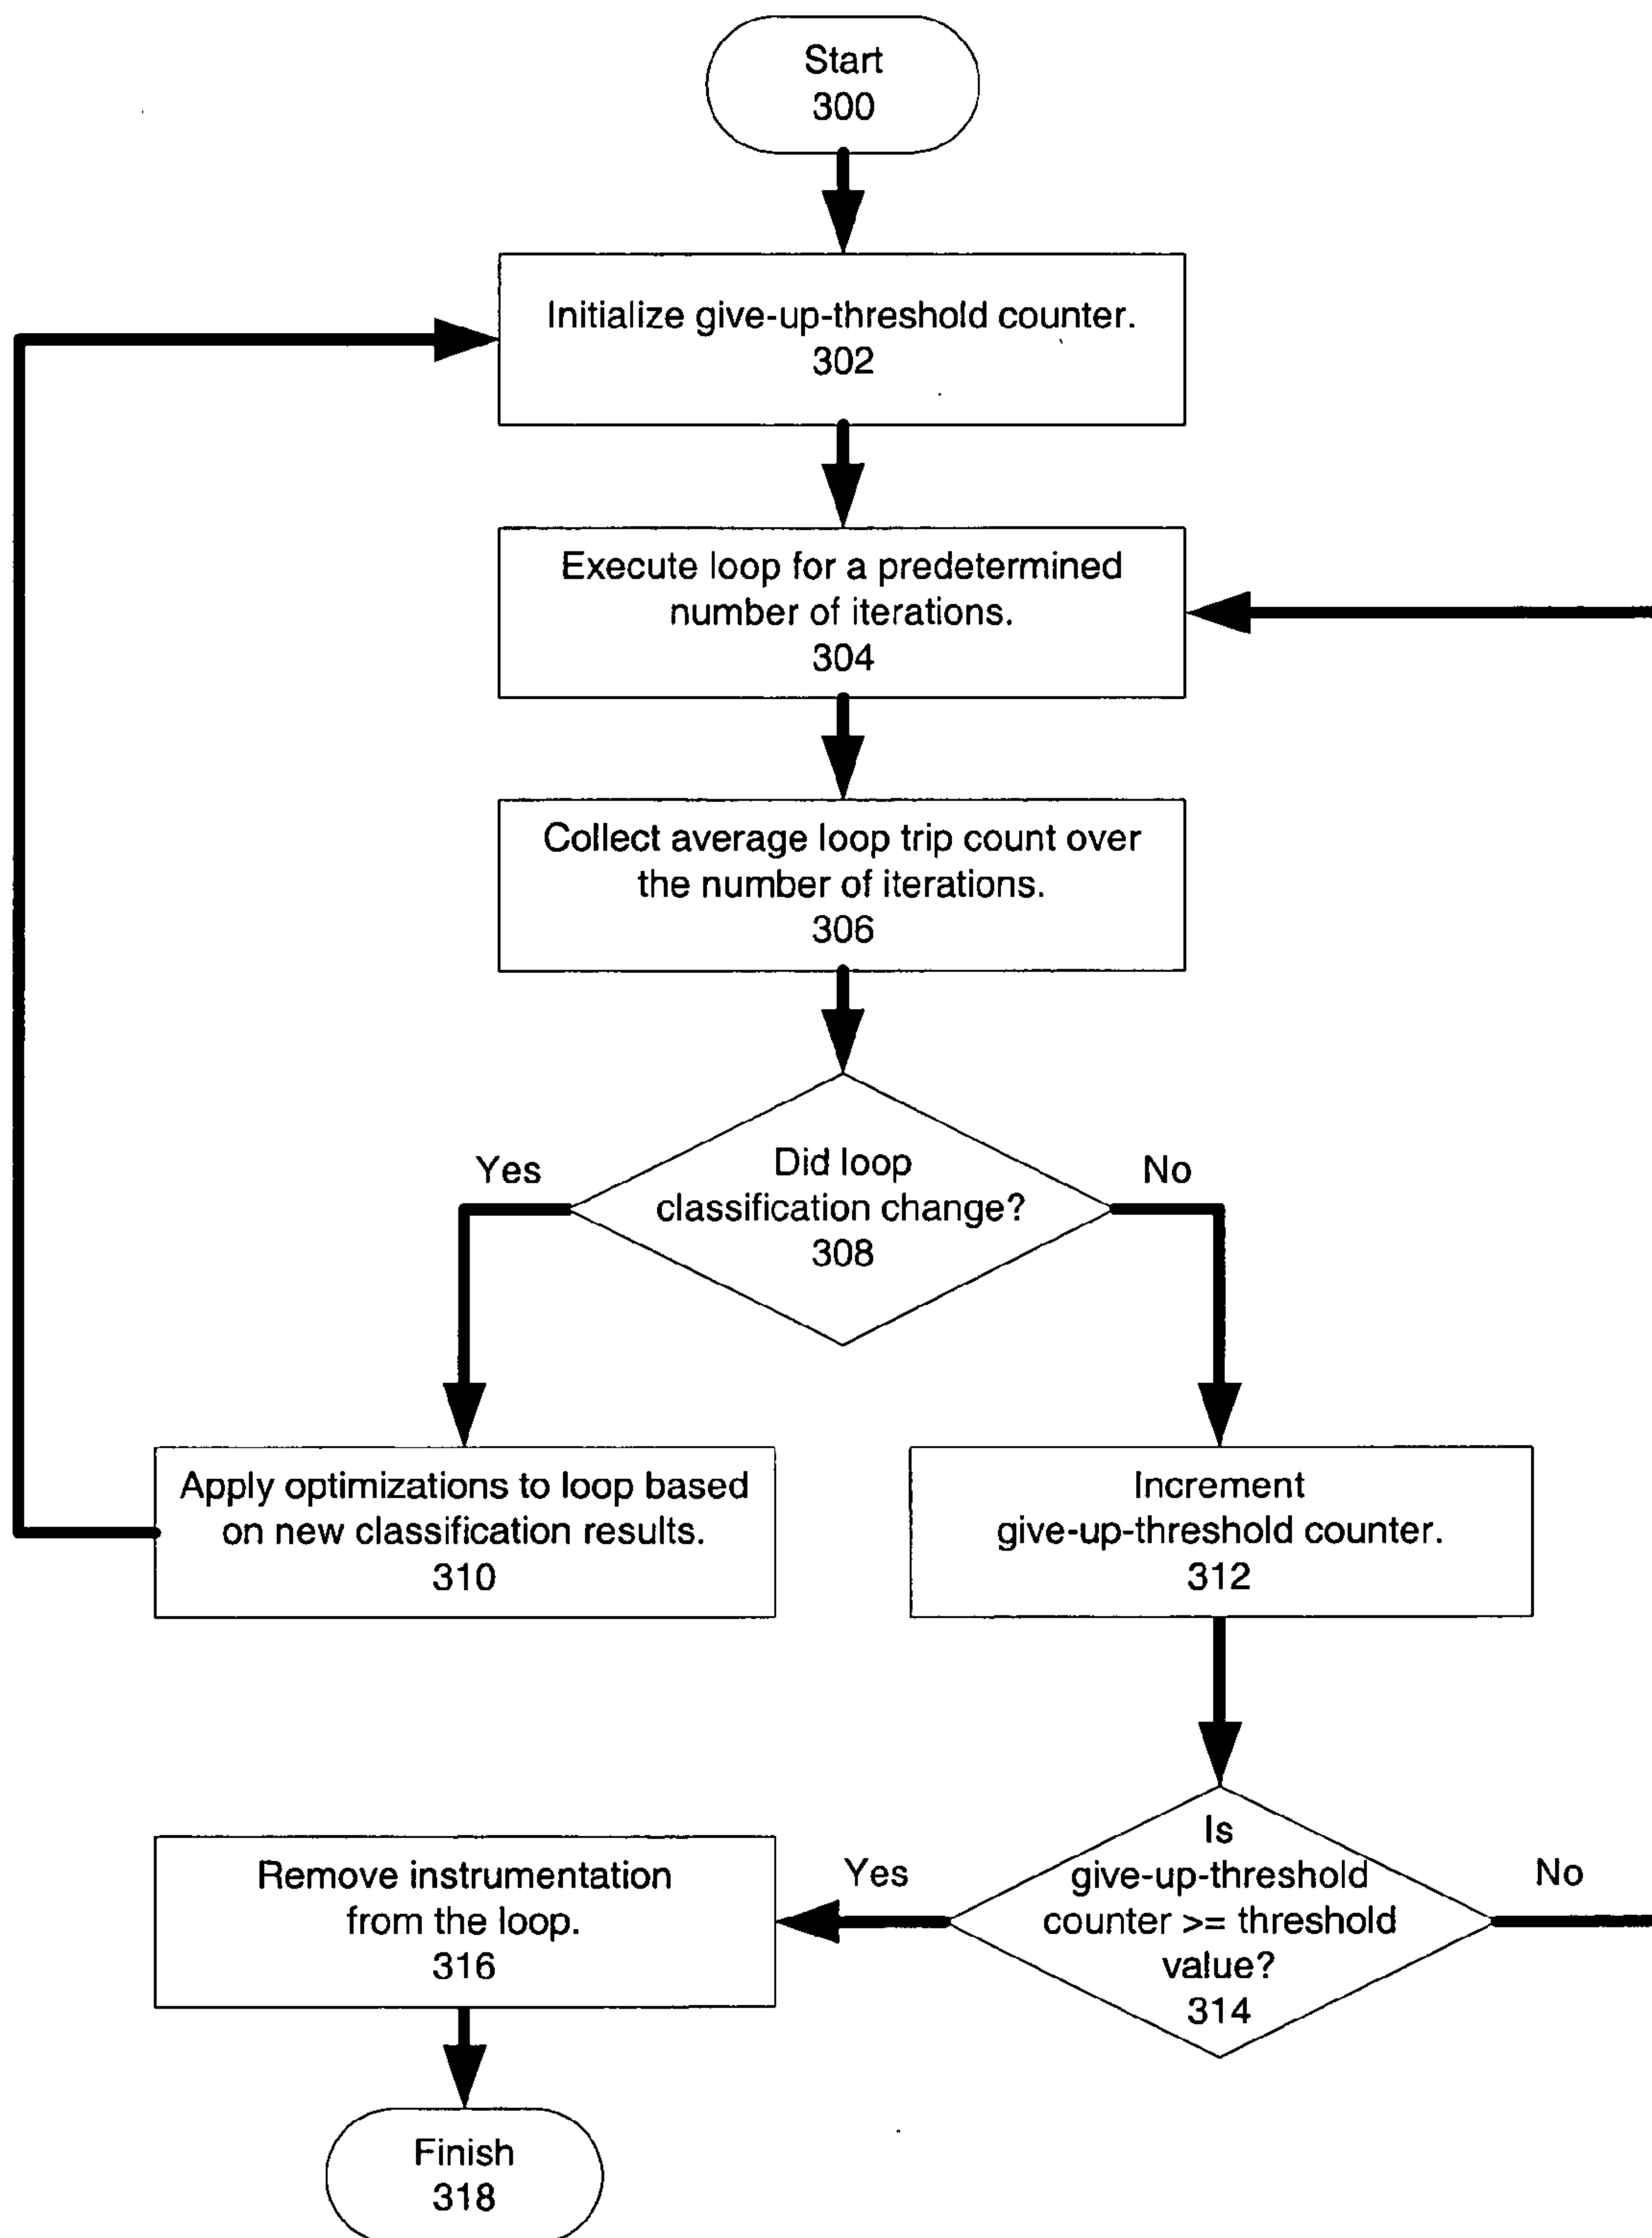 Start
300
Initialize give-up-threshold counter.
302
Execute loop for a predetermined
number of iterations.
304
Collect average loop trip count over
the number of iterations.
306
Did loop
classification change?
308
Yes
No
Apply optimizations to loop based
on new classification results.
310
Increment
give-up-threshold counter.
312
Is
give-up-threshold
counter >= threshold
value?
314
Yes
No
Remove instrumentation
from the loop.
316
Finish
318